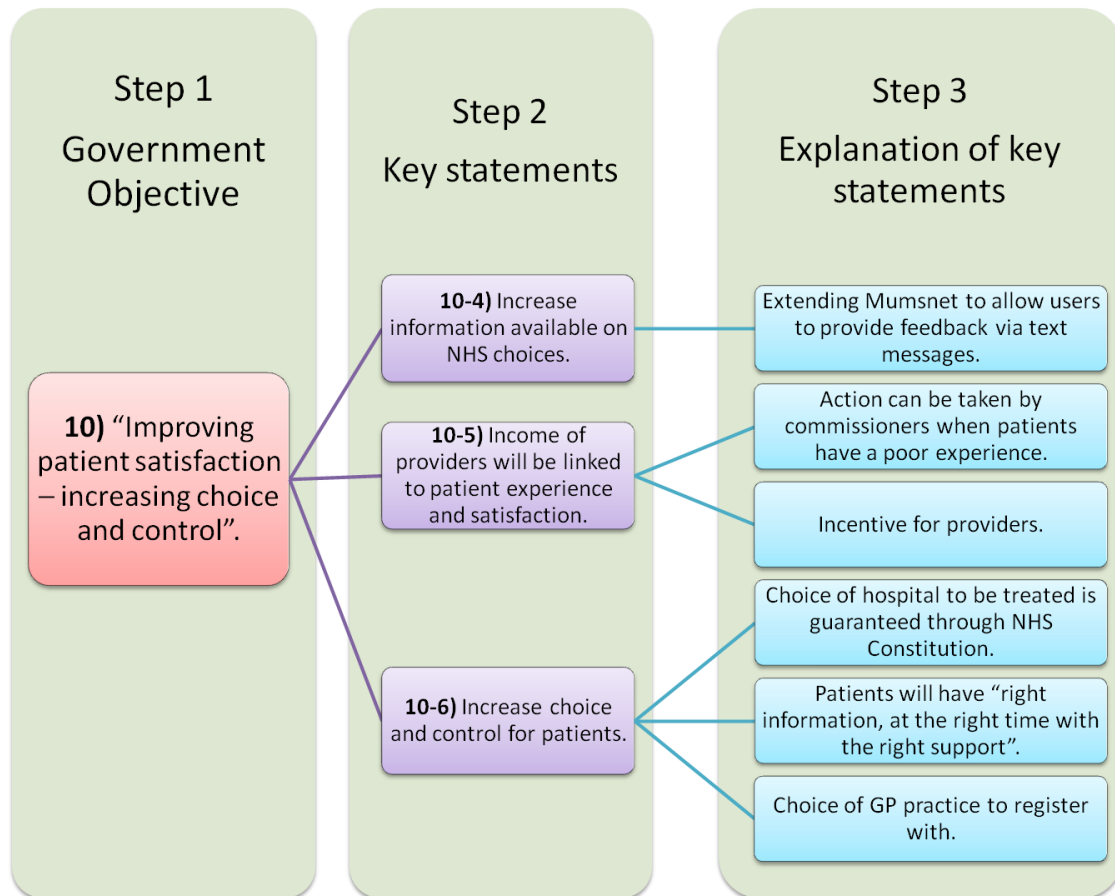 Step 1
Government
Objective
Step 2
Key statements
Step 3
Explanation of key
statements
10) “Improving
patient satisfaction
– increasing choice
and control”.
10-4) Increase
information available on
NHS choices.
10-5) Income of
providers will be linked
to patient experience
and satisfaction.
10-6) Increase choice
and control for patients.
Extending Mumsnet to allow users
to provide feedback via text
messages.
Action can be taken by
commissioners when patients
have a poor experience.
Incentive for providers.
Choice of hospital to be treated is
guaranteed through NHS
Constitution.
Patients will have “right
information, at the right time with
the right support”.
Choice of GP practice to register
with.